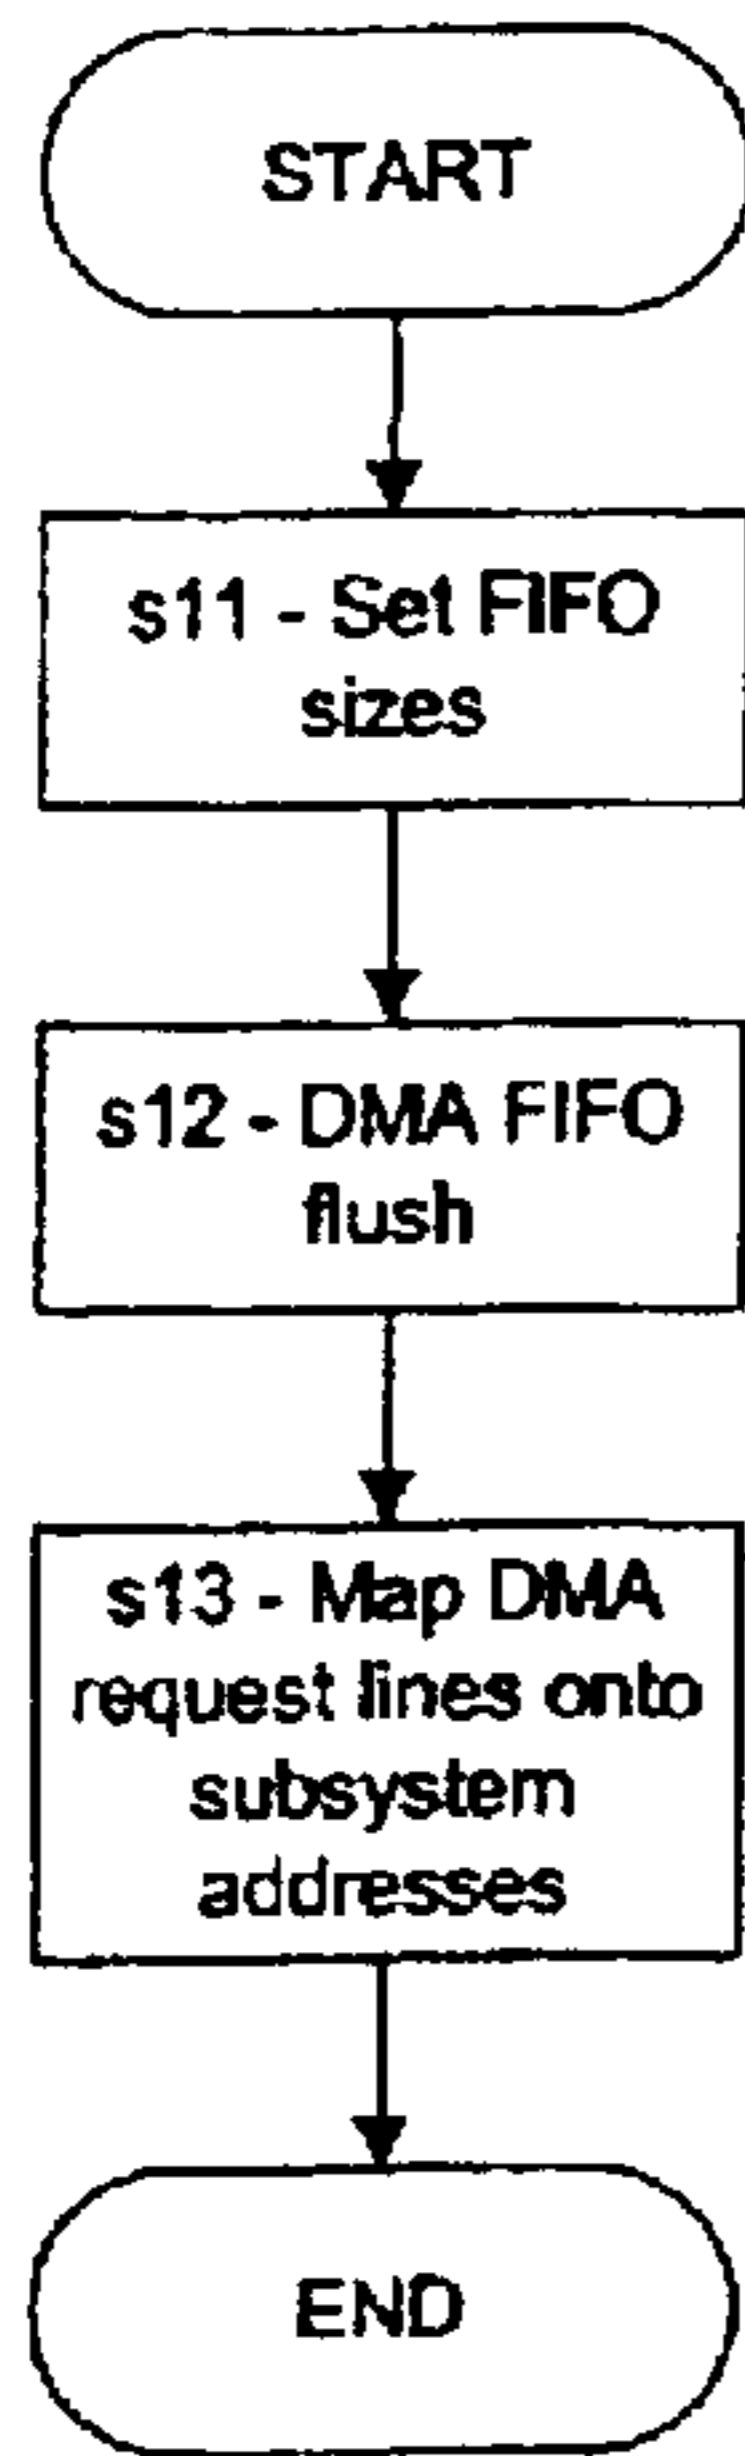 START
s11 - Set FIFO
sizes
s12 - DMA FIFO
flush
s13 - Map DMA
request lines onto
subsystem
addresses
END